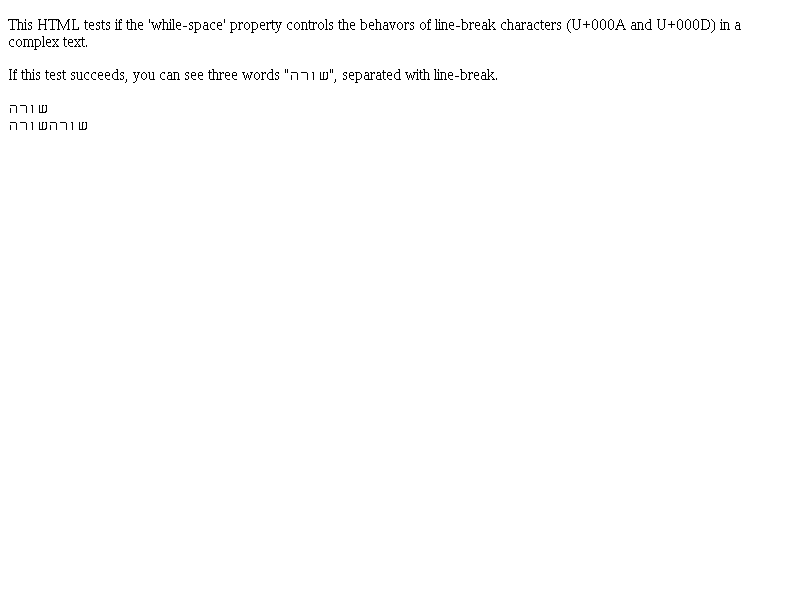 This HTML tests if the 'while-space' property controls the behavors of line-break characters (U+000A and U+000D) in a
complex text.
If this test succeeds, you can see three words "שורה", separated with line-break.
שורה
שורהשורה